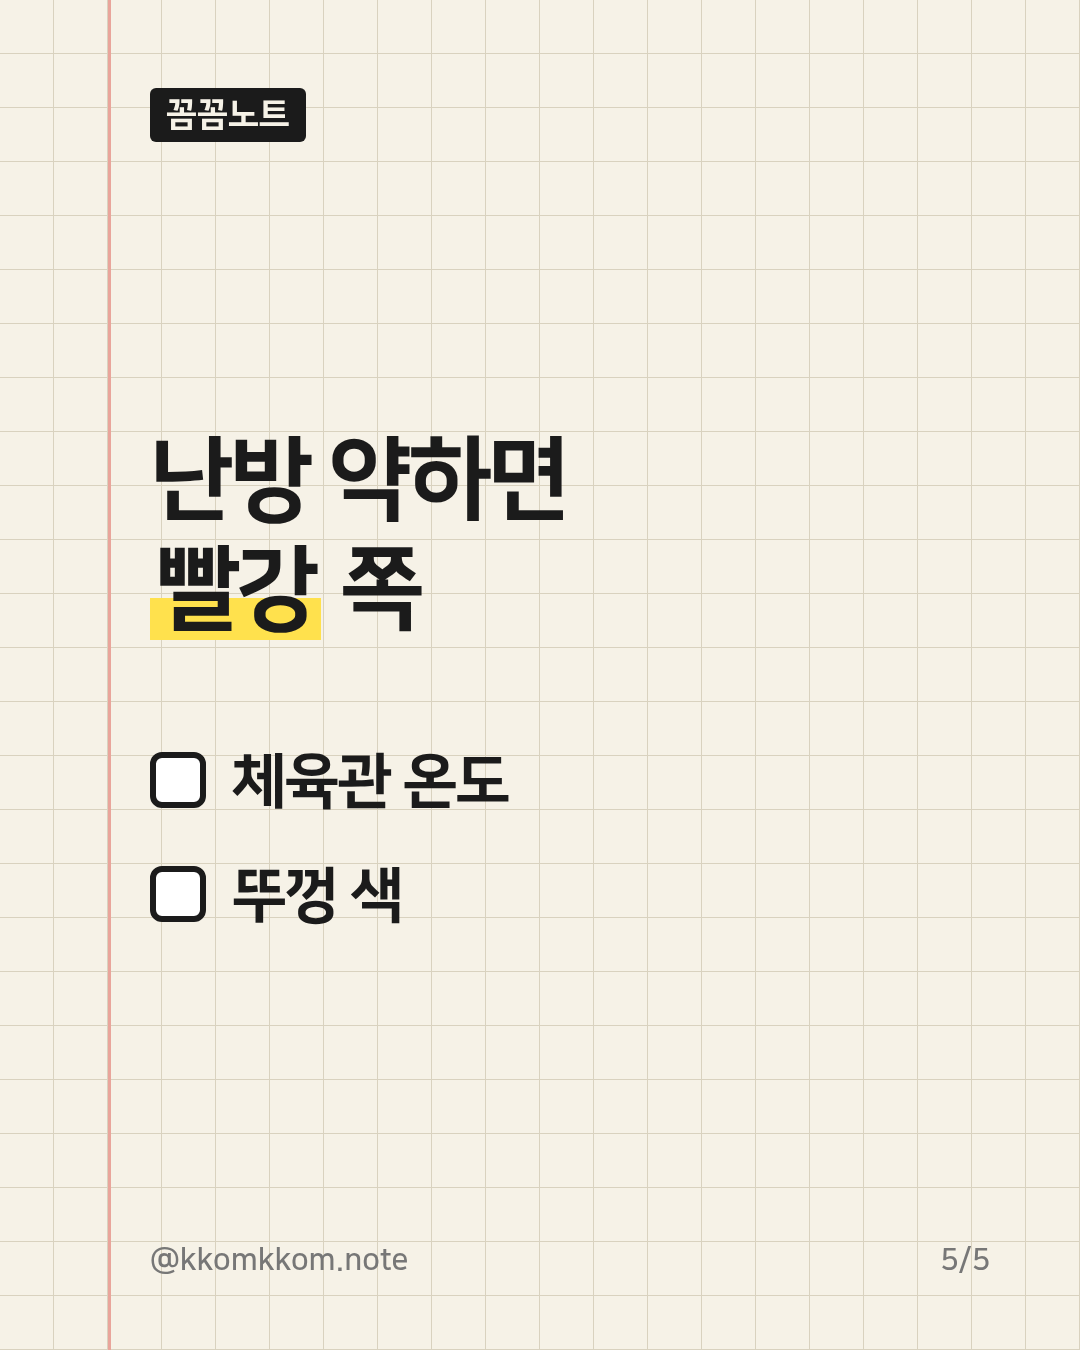 꼼꼼노트
난방 약하면
빨강 쪽
체육관 온도
뚜껑 색
@kkomkkom.note
5/5